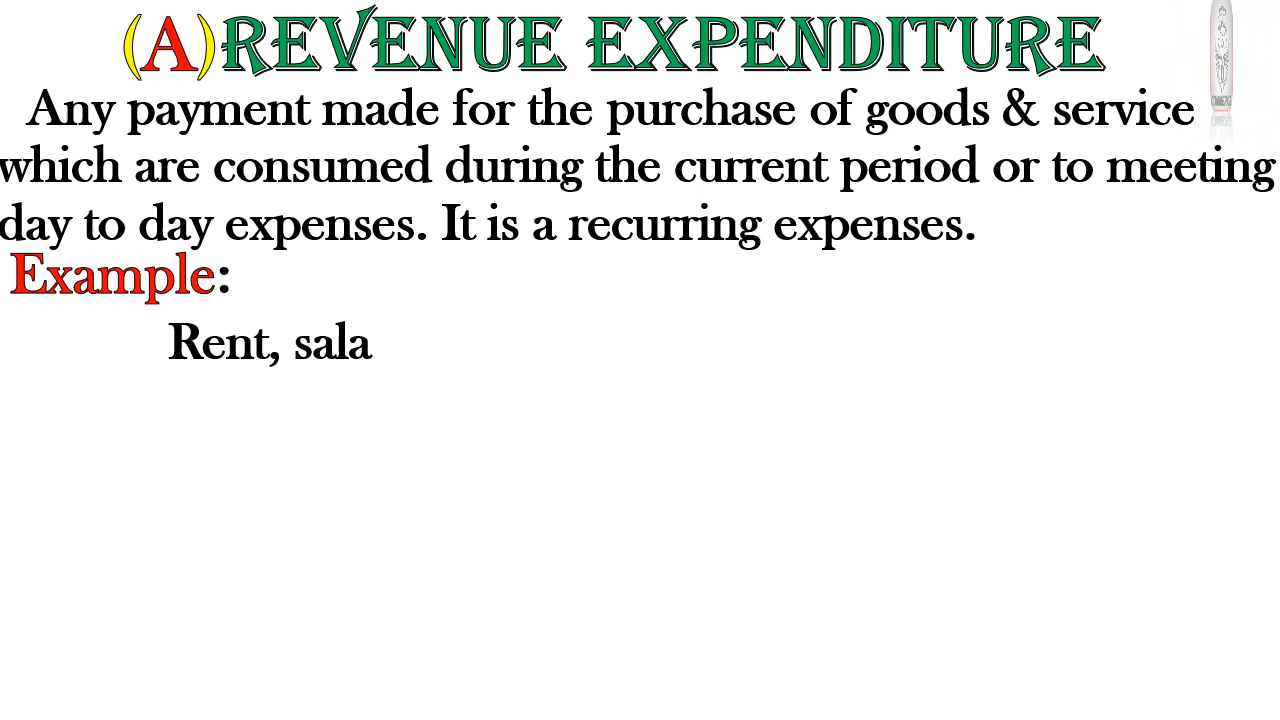 (A)REVENUE EXPENDITURE
Any payment made for the purchase of goods & service
which are consumed during the current period or to meeting
day to day expenses. It is a recurring expenses.
Example:
Rent, sala